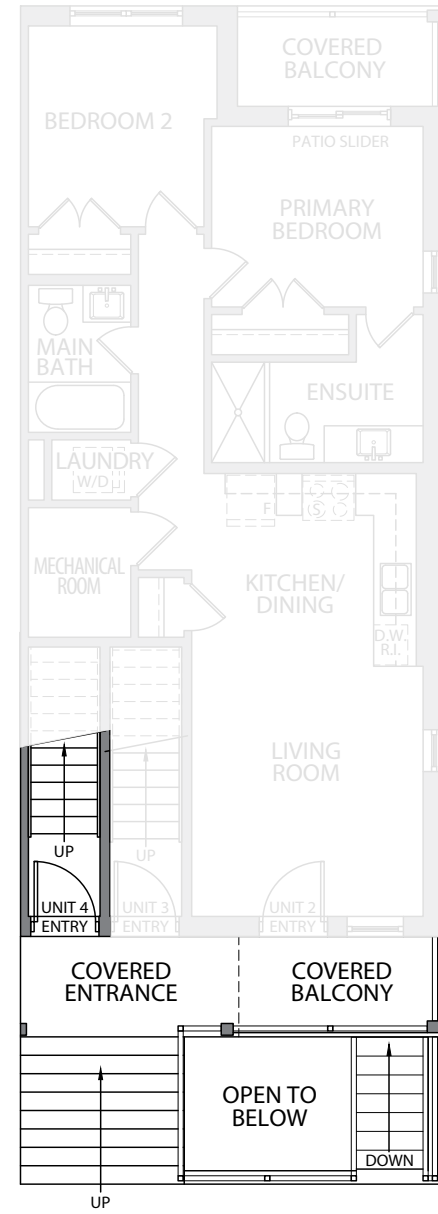 COVERED
BALCONY
BEDROOM 2
PATIO SLIDER
PRIMARY
BEDROOM
MAIN
BATH
ENSUITE
LAUNDRY
W/D
F
S
MECHANICAL
ROOM
KITCHEN/
DINING
D.W.
R.I.
LIVING
ROOM
UP
UP
UNIT 4
ENTRY
UNIT 3
ENTRY
UNIT 2
ENTRY
COVERED
ENTRANCE
COVERED
BALCONY
OPEN TO
BELOW
DOWN
UP